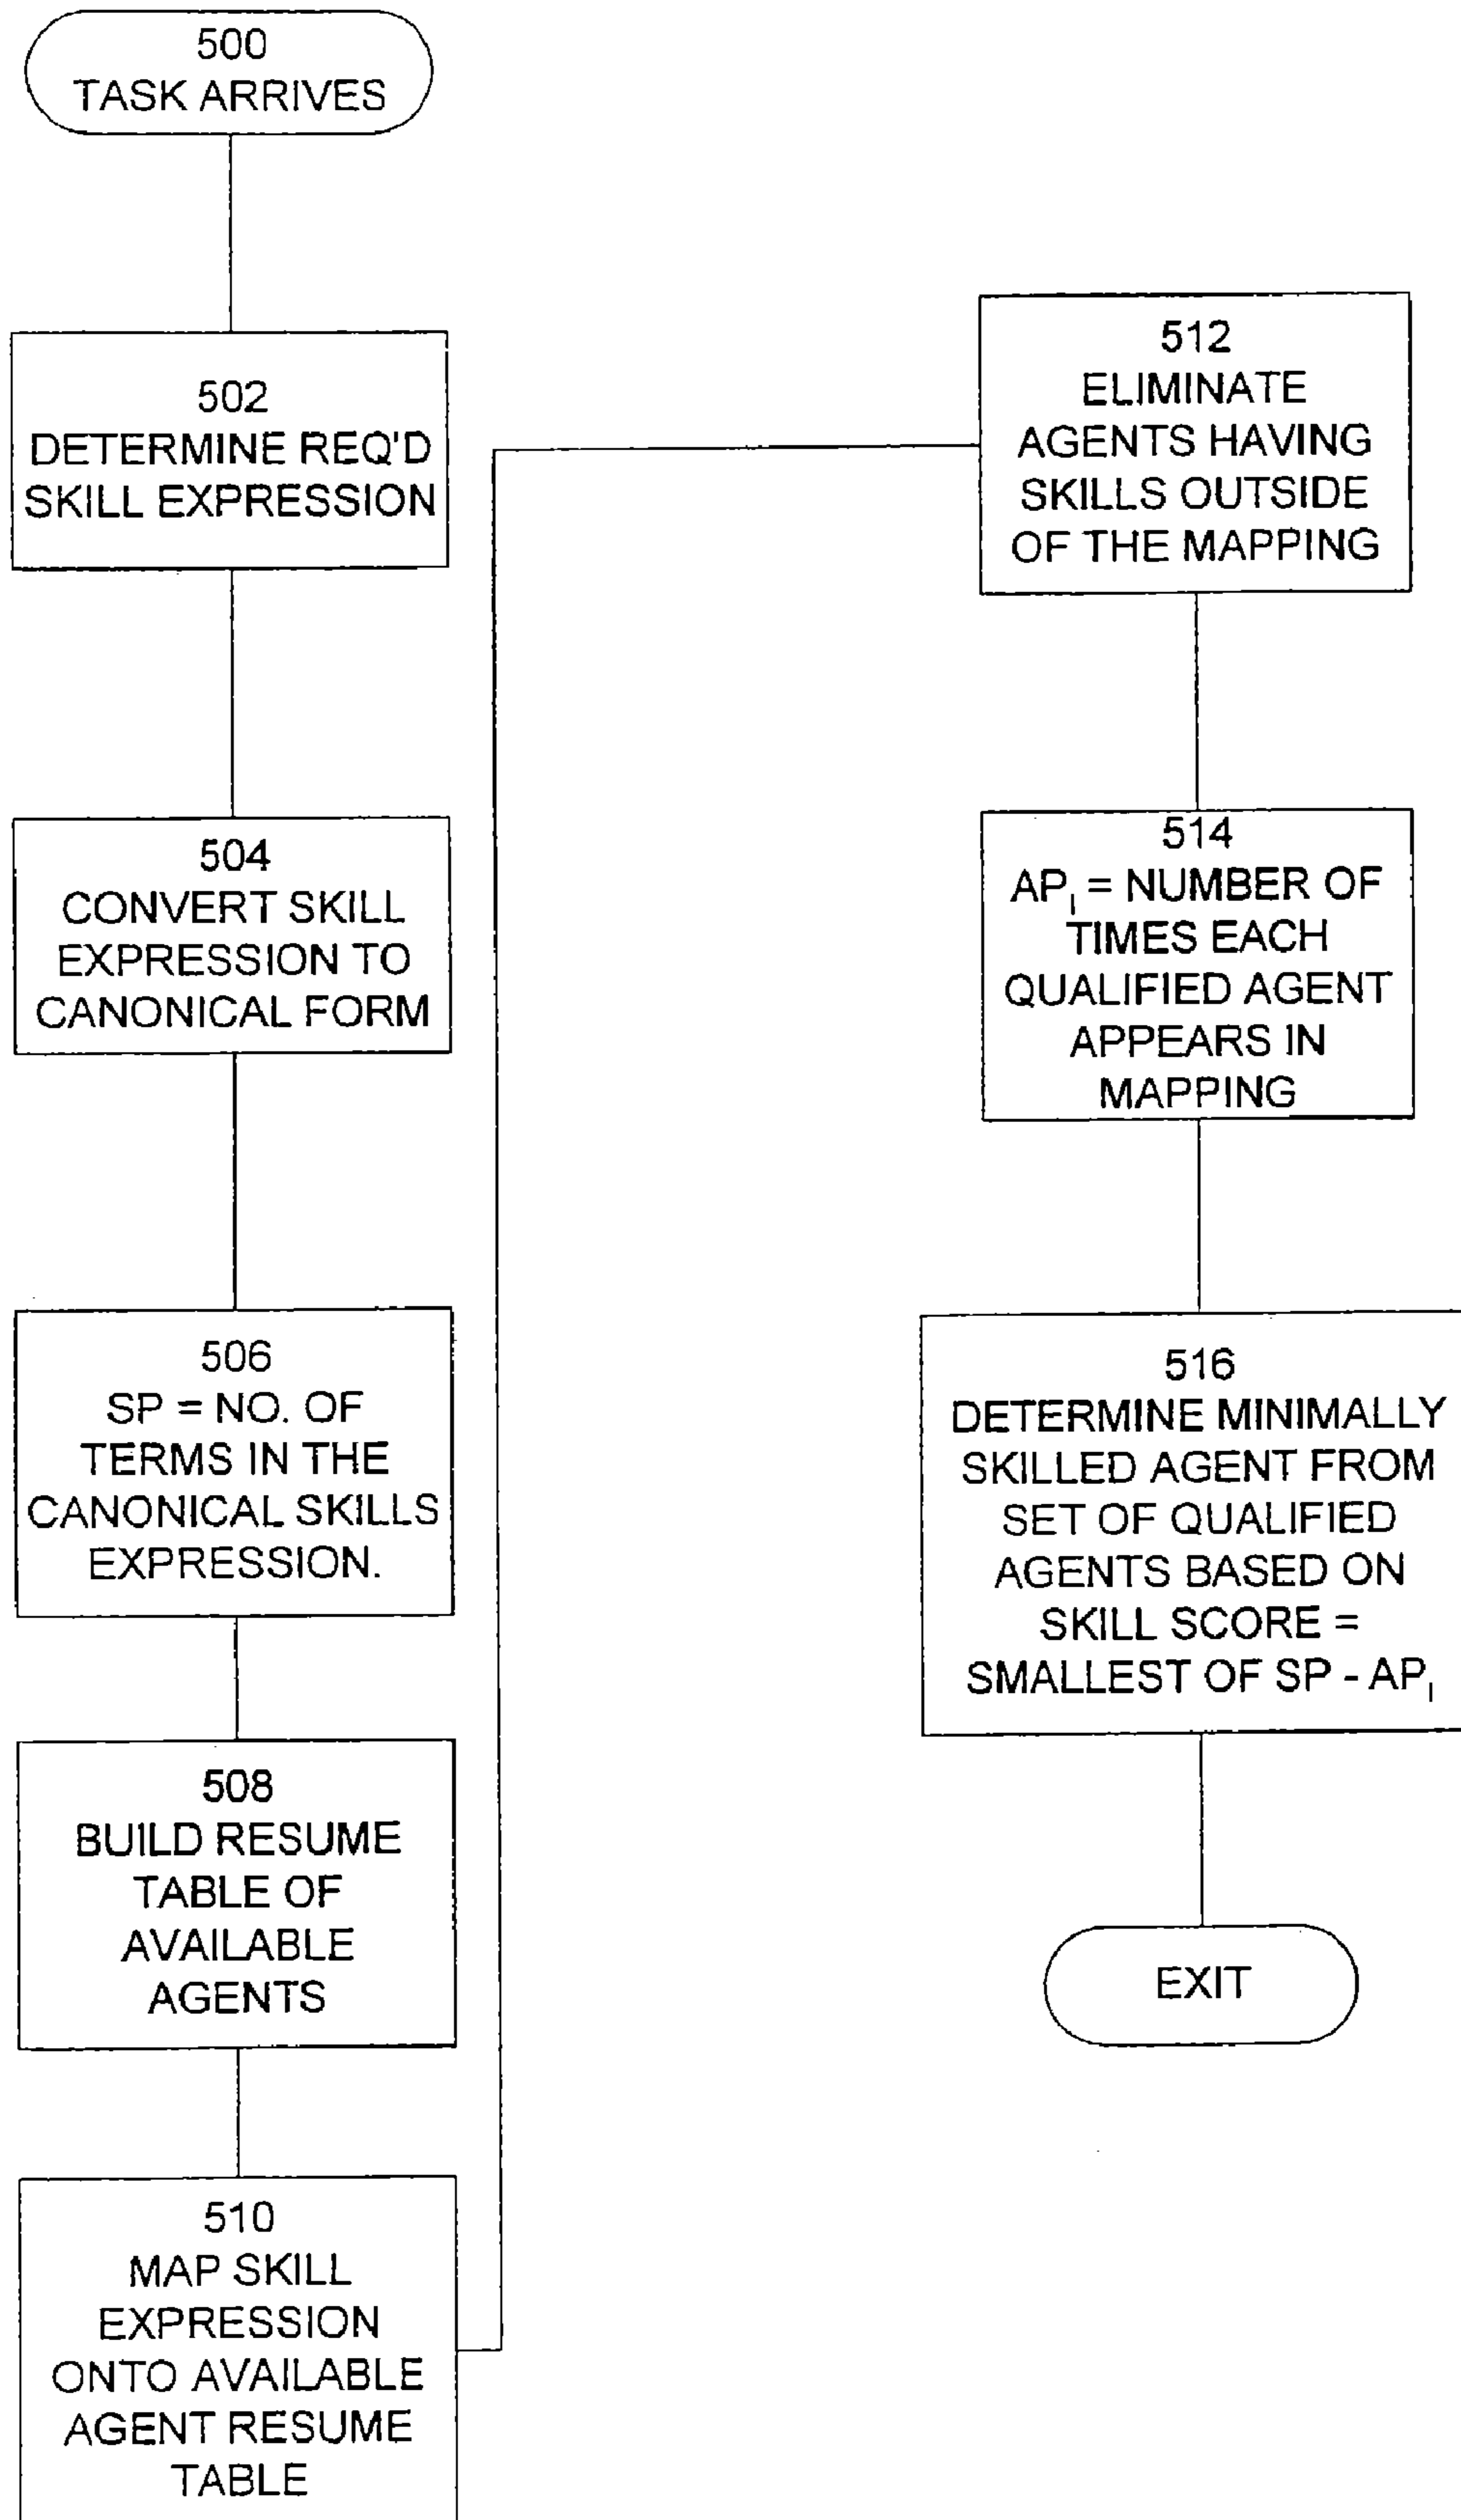 500
TASK ARRIVES
502
DETERMINE REQ'D
SKILL EXPRESSION
504
CONVERT SKILL
EXPRESSION TO
CANONICAL FORM
506
SP = NO. OF
TERMS IN THE
CANONICAL SKILLS
EXPRESSION.
508
BUILD RESUME
TABLE OF
AVAILABLE
AGENTS
510
MAP SKILL
EXPRESSION
ONTO AVAILABLE
AGENT RESUME
TABLE
512
ELIMINATE
AGENTS HAVING
SKILLS OUTSIDE
OF THE MAPPING
514
AP_I = NUMBER OF
TIMES EACH
QUALIFIED AGENT
APPEARS IN
MAPPING
516
DETERMINE MINIMALLY
SKILLED AGENT FROM
SET OF QUALIFIED
AGENTS BASED ON
SKILL SCORE =
SMALLEST OF SP - AP_I
EXIT